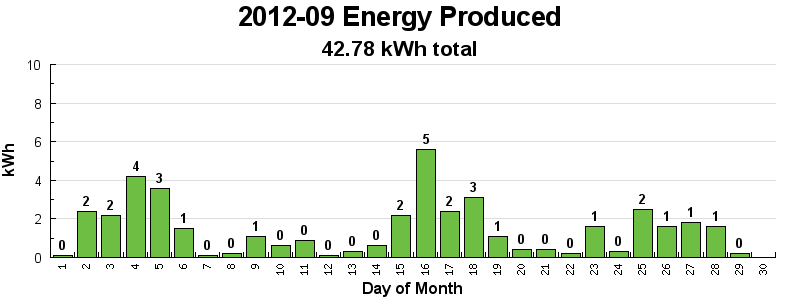 2012-09 Energy Produced
42.78 kWh total
kWh
10
8
6
4
2
0
0 2 2 4 3 1 0 0 1 0 0 0 0 0 2 5 2 3 1 0 0 0 1 0 2 1 1 1 0
1 2 3 4 5 6 7 8 9 10 11 12 13 14 15 16 17 18 19 20 21 22 23 24 25 26 27 28 29 30
Day of Month